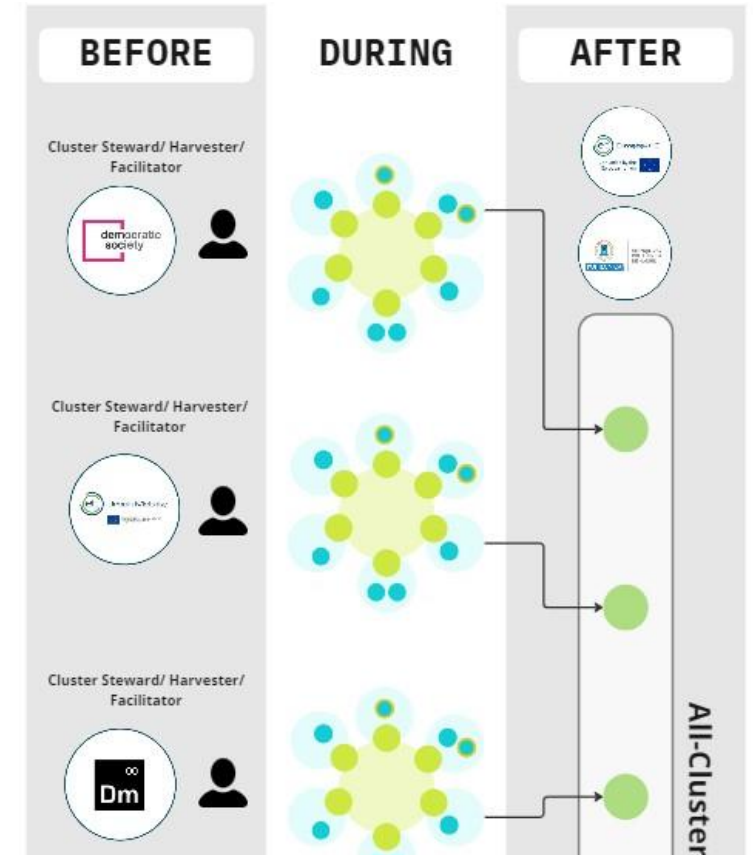 BEFORE
DURING
AFTER
Cluster Steward/ Harvester/
Facilitator
democratic
society
Cluster Steward/ Harvester/
Facilitator
Cluster Steward/ Harvester/
Facilitator
∞
Dm
All-Cluster